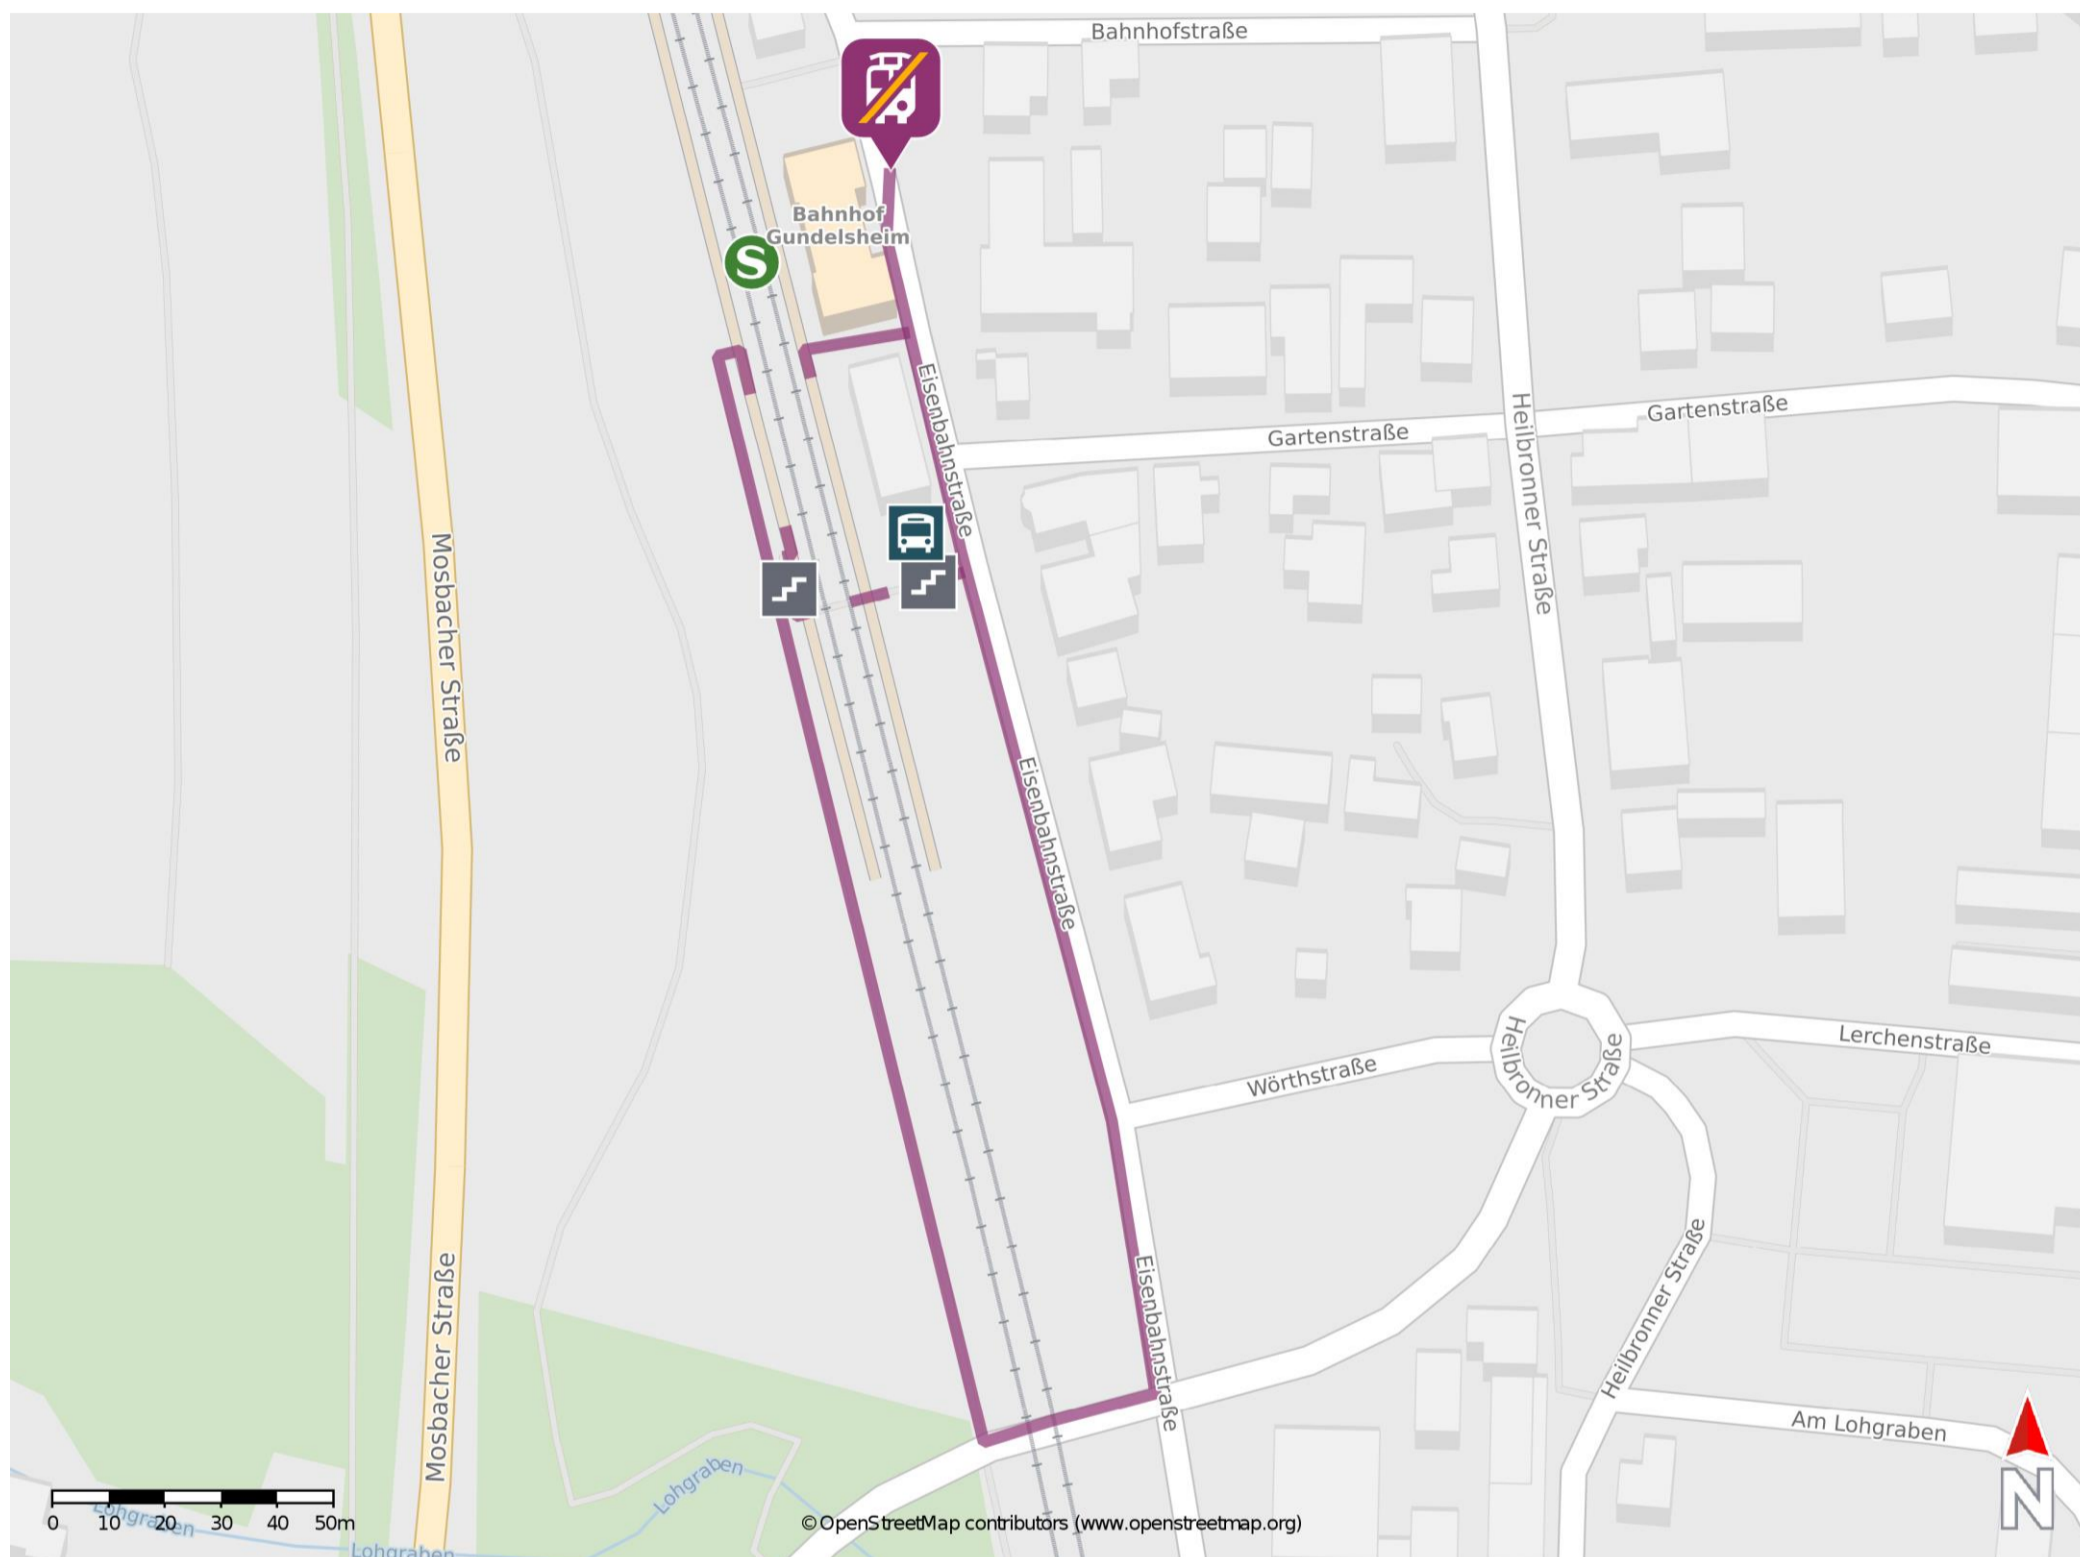 Bahnhofstraße
Bahnhof
Gundelsheim
S
Eisenbahnstraße
Gartenstraße
Gartenstraße
Heilbronner Straße
Mosbacher Straße
Eisenbahnstraße
Wörthstraße
Heilbronner Straße
Lerchenstraße
Mosbacher Straße
Eisenbahnstraße
Heilbronner Straße
Am Lohgraben
Lohgraben
N
Lohgraben
0 10 20 30 40 50m
©OpenStreetMap contributors (www.openstreetmap.org)
Lohgraben